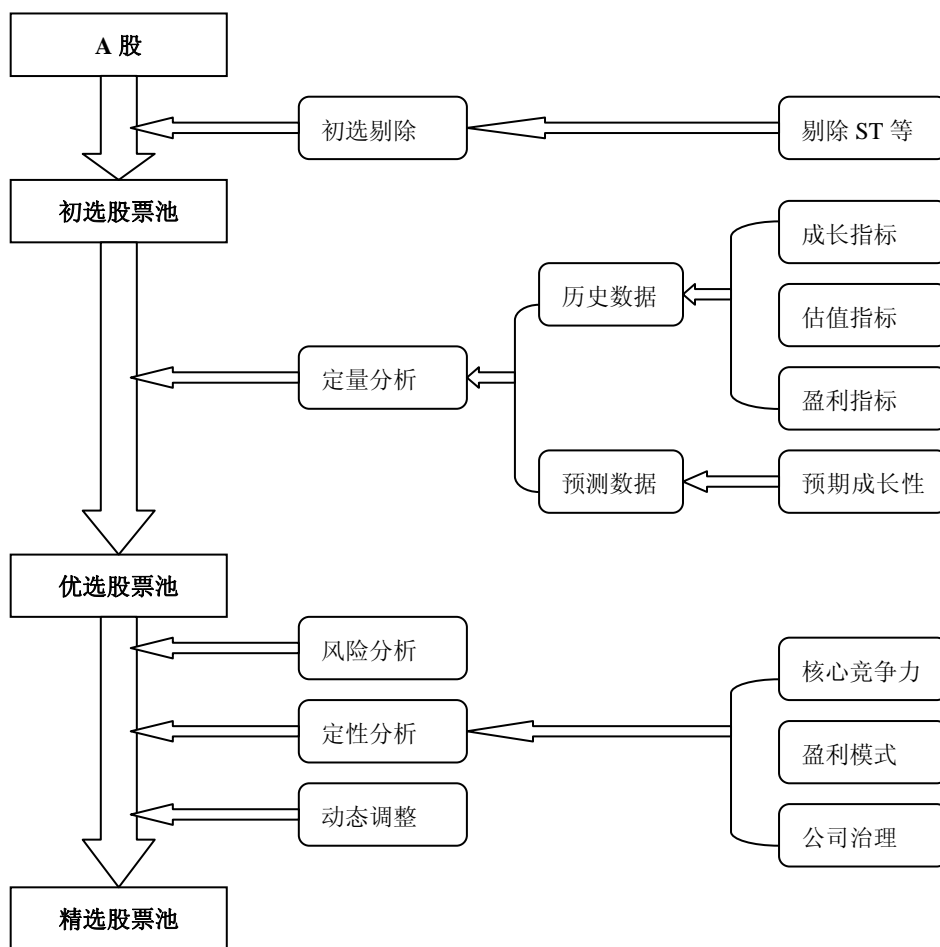 A 股
初选剔除
剔除 ST 等
初选股票池
成长指标
历史数据
估值指标
定量分析
盈利指标
预测数据
预期成长性
优选股票池
风险分析
核心竞争力
定性分析
盈利模式
动态调整
公司治理
精选股票池